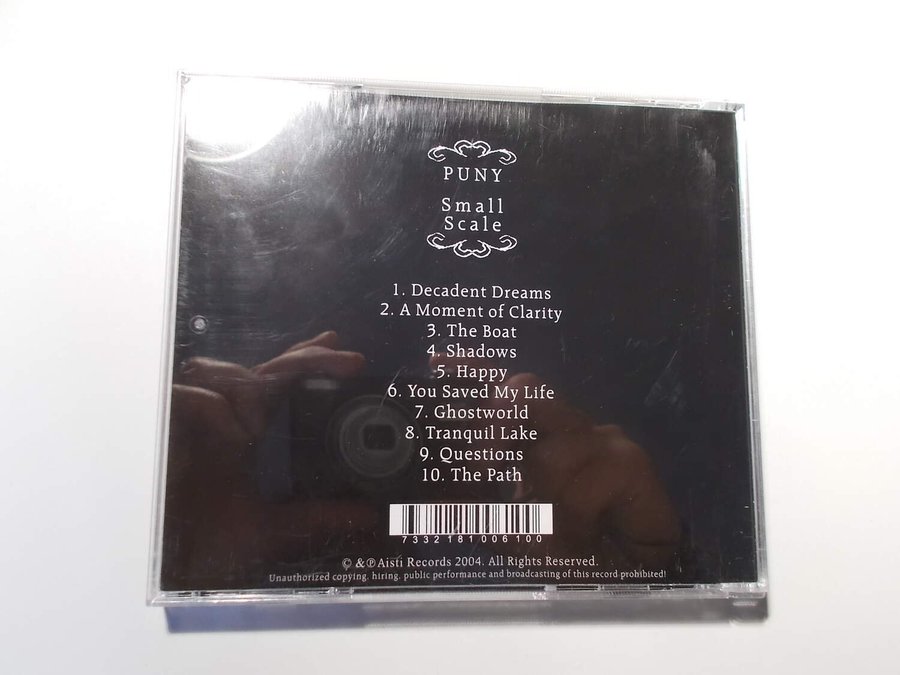 PUNY
Small
Scale
1. Decadent Dreams
2. A Moment of Clarity
3. The Boat
4. Shadows
5. Happy
6. You Saved My Life
7. Ghostworld
8. Tranquil Lake
9. Questions
10. The Path
7332181006100
© & ℗ Aisti Records 2004. All Rights Reserved.
Unauthorized copying, hiring, public performance and broadcasting of this record prohibited!